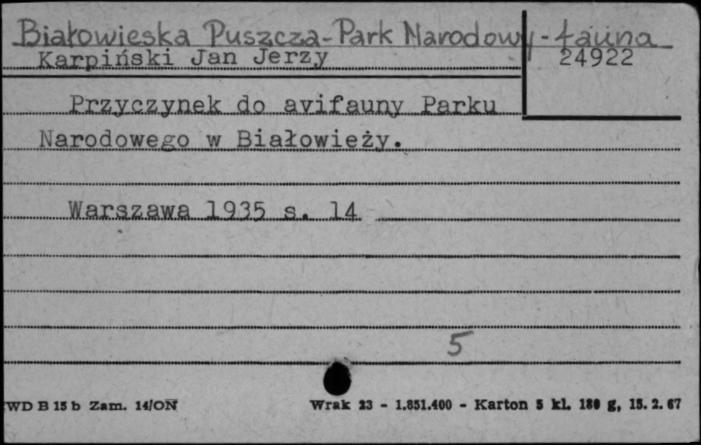 Białowieska Puszcza-Park Narodowy-fauna
Karpiński Jan Jerzy 24922
Przyczynek do avifauny Parku
Narodowego w Białowieży.
Warszawa 1935 s. 14
5
WD B 15 b Zam. 14/ON Wrak 23 - 1.851.400 - Karton 5 kl. 180 g, 15.2.67